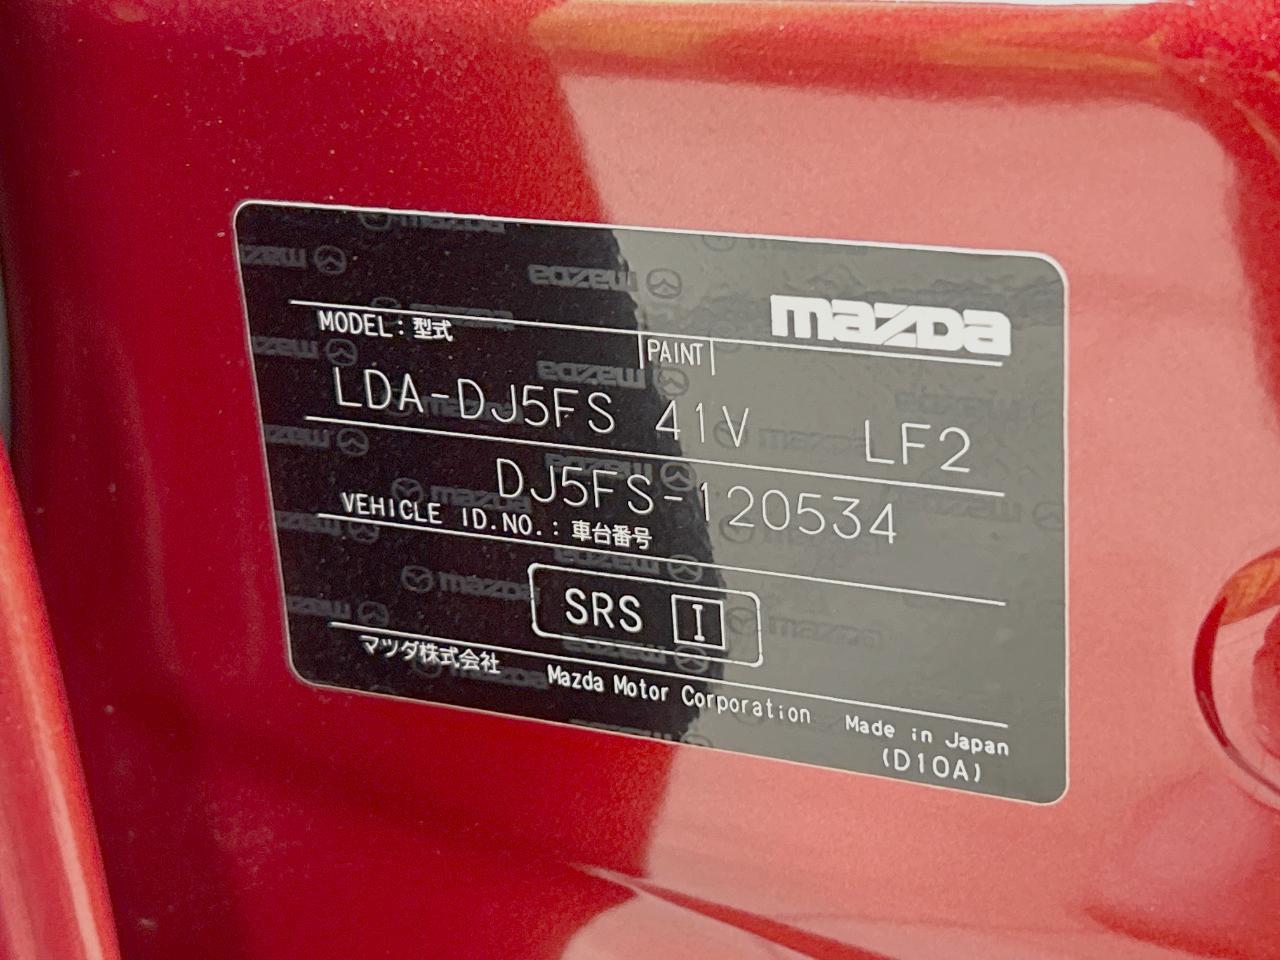 mazda
MODEL:型式 PAINT
LDA-DJ5FS 41V LF2
DJ5FS-120534
VEHICLE ID.NO.:車台番号
SRS I
マツダ株式会社 Mazda Motor Corporation Made in Japan
(D10A)